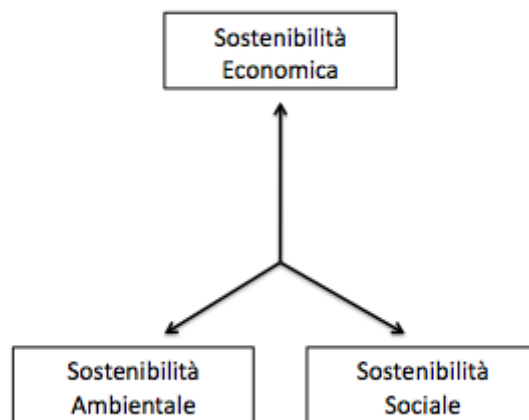 Sostenibilità
Economica
Sostenibilità
Ambientale
Sostenibilità
Sociale